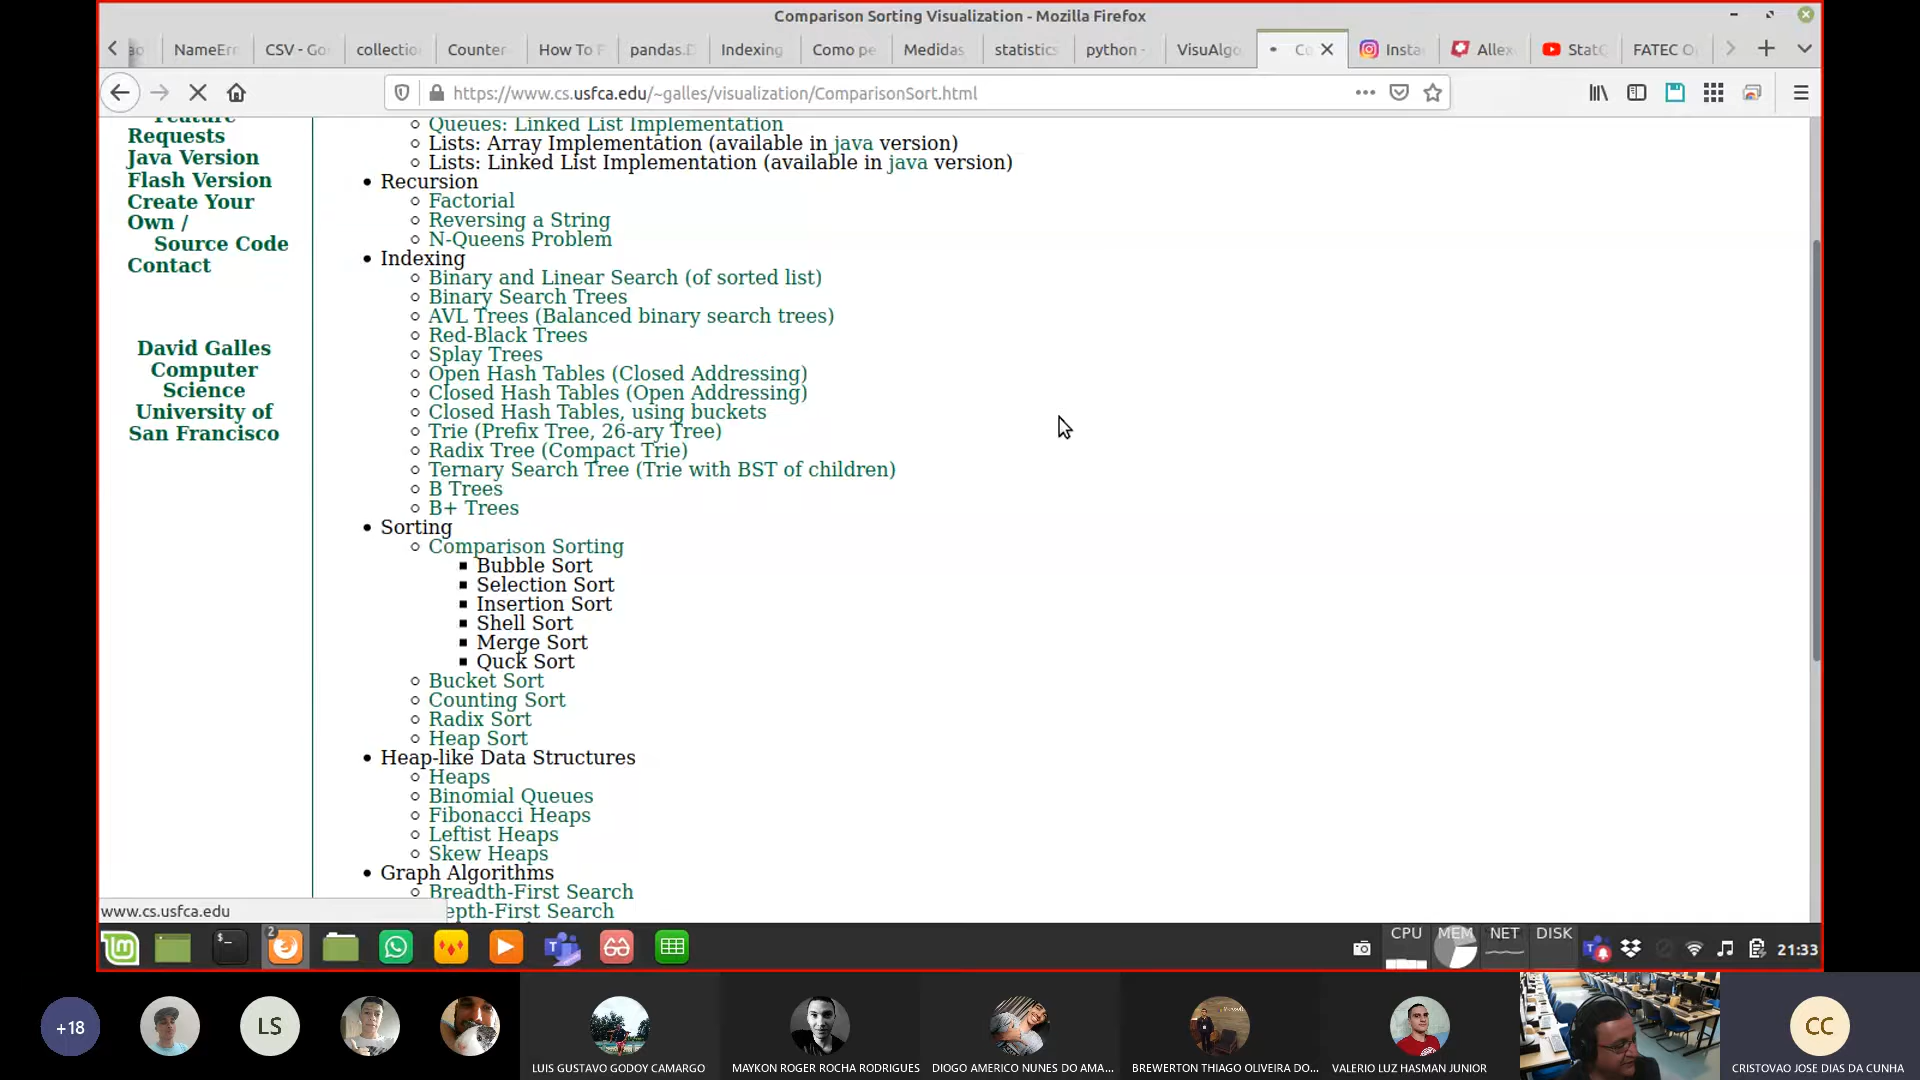 Comparison Sorting Visualization - Mozilla Firefox
NameErr
CSV - Go
collectio
Counter
How To F
pandas.D
Indexing
Como pe
Medidas
statistics
python -
VisuAlgo
Co
Insta
Allex
StatQ
FATEC O
https://www.cs.usfca.edu/~galles/visualization/ComparisonSort.html
Feature
Requests
Java Version
Flash Version
Create Your
Own /
Source Code
Contact
David Galles
Computer
Science
University of
San Francisco
Queues: Linked List Implementation
Lists: Array Implementation (available in java version)
Lists: Linked List Implementation (available in java version)
Recursion
Factorial
Reversing a String
N-Queens Problem
Indexing
Binary and Linear Search (of sorted list)
Binary Search Trees
AVL Trees (Balanced binary search trees)
Red-Black Trees
Splay Trees
Open Hash Tables (Closed Addressing)
Closed Hash Tables (Open Addressing)
Closed Hash Tables, using buckets
Trie (Prefix Tree, 26-ary Tree)
Radix Tree (Compact Trie)
Ternary Search Tree (Trie with BST of children)
B Trees
B+ Trees
Sorting
Comparison Sorting
Bubble Sort
Selection Sort
Insertion Sort
Shell Sort
Merge Sort
Quck Sort
Bucket Sort
Counting Sort
Radix Sort
Heap Sort
Heap-like Data Structures
Heaps
Binomial Queues
Fibonacci Heaps
Leftist Heaps
Skew Heaps
Graph Algorithms
Breadth-First Search
epth-First Search
www.cs.usfca.edu
2
CPU
MEM
NET
DISK
21:33
+18
LS
CC
LUIS GUSTAVO GODOY CAMARGO
MAYKON ROGER ROCHA RODRIGUES
DIOGO AMERICO NUNES DO AMA...
BREWERTON THIAGO OLIVEIRA DO...
VALERIO LUZ HASMAN JUNIOR
CRISTOVAO JOSE DIAS DA CUNHA